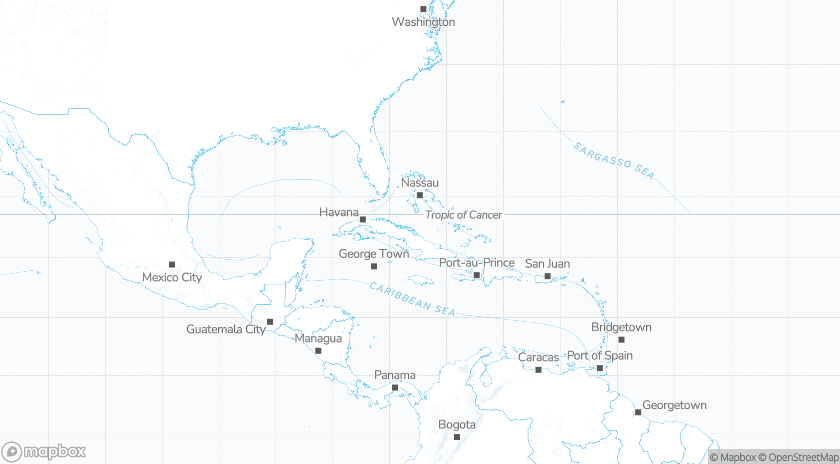 Washington
SARGASSO SEA
Nassau
Havana
Tropic of Cancer
George Town
Port-au-Prince
San Juan
Mexico City
CARIBBEAN SEA
Guatemala City
Bridgetown
Managua
Caracas
Port of Spain
Panama
Georgetown
Bogota
mapbox
© Mapbox © OpenStreetMap